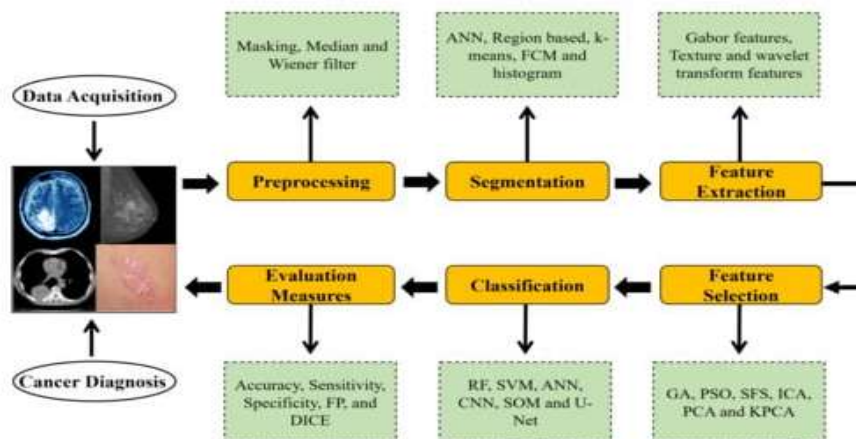 Masking, Median and
Wiener filter
ANN, Region based, k-
means, FCM and
histogram
Gabor features,
Texture and wavelet
transform features
Data Acquisition
Preprocessing
Segmentation
Feature
Extraction
Evaluation
Measures
Classification
Feature
Selection
Cancer Diagnosis
Accuracy, Sensitivity,
Specificity, FP, and
DICE
RF, SVM, ANN,
CNN, SOM and U-
Net
GA, PSO, SFS, ICA,
PCA and KPCA